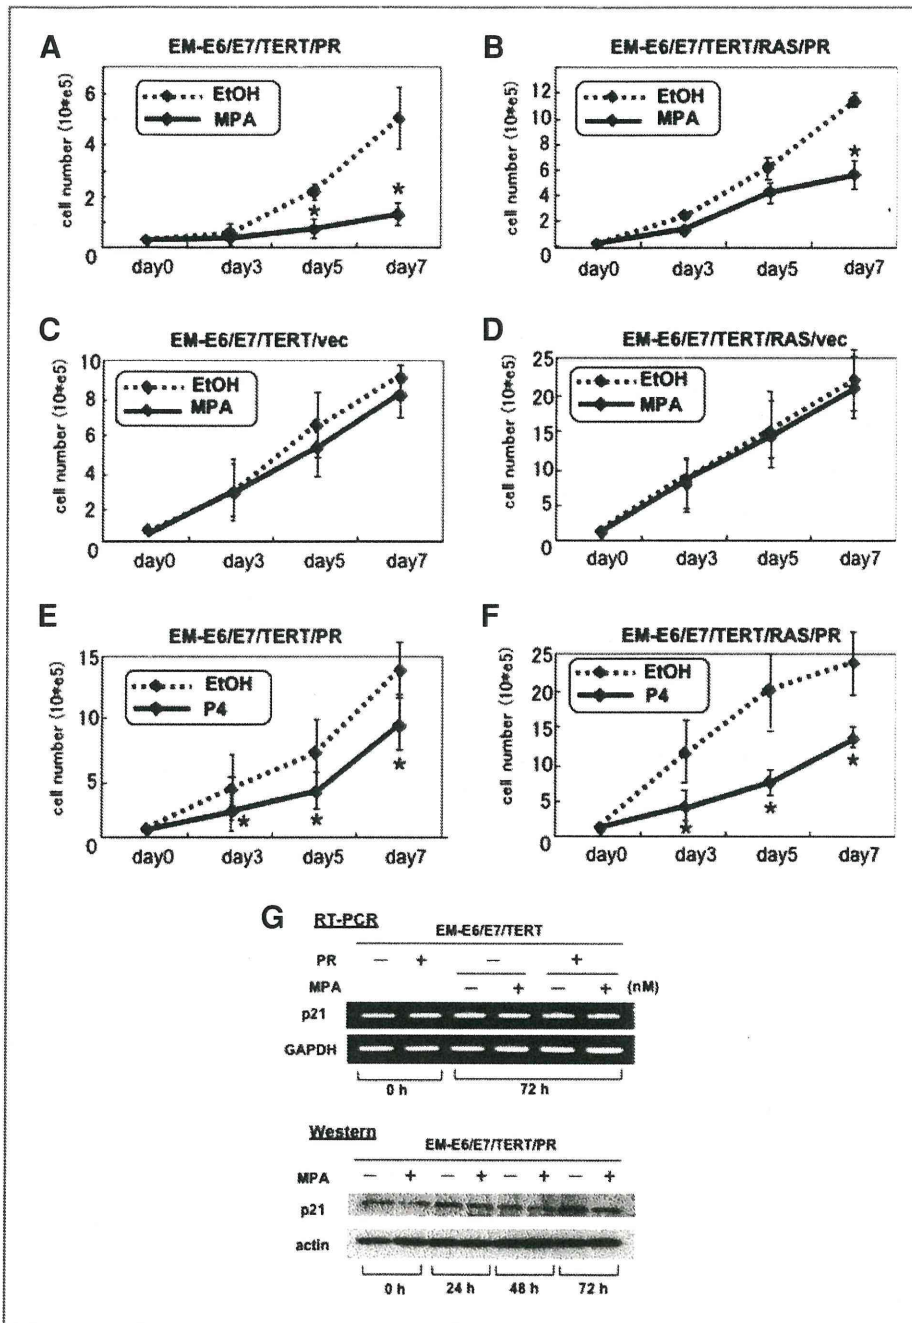 A
EM-E6/E7/TERT/PR
cell number (10*e5)
6
4
2
0
EtOH
MPA
*
*
day0 day3 day5 day7
B
EM-E6/E7/TERT/RAS/PR
cell number (10*e5)
12
10
8
6
4
2
0
EtOH
MPA
*
day0 day3 day5 day7
C
EM-E6/E7/TERT/vec
cell number (10*e5)
10
8
6
4
2
0
EtOH
MPA
day0 day3 day5 day7
D
EM-E6/E7/TERT/RAS/vec
cell number (10*e5)
25
20
15
10
5
0
EtOH
MPA
day0 day3 day5 day7
E
EM-E6/E7/TERT/PR
cell number (10*e5)
15
10
5
0
EtOH
P4
* * *
day0 day3 day5 day7
F
EM-E6/E7/TERT/RAS/PR
cell number (10*e5)
25
20
15
10
5
0
EtOH
P4
* * *
day0 day3 day5 day7
G RT-PCR
EM-E6/E7/TERT
PR − + − +
MPA − + − + (nM)
p21
GAPDH
0 h 72 h
Western
EM-E6/E7/TERT/PR
MPA − + − + − + − +
p21
actin
0 h 24 h 48 h 72 h